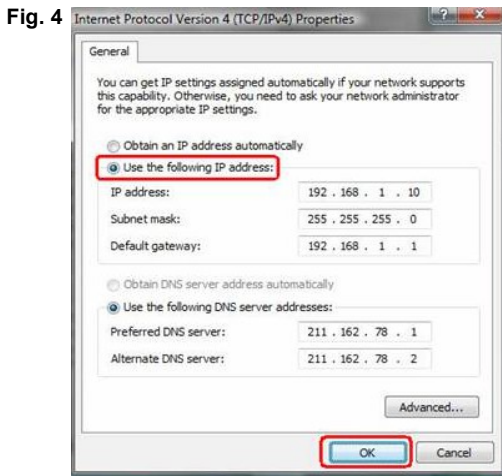 Fig. 4
Internet Protocol Version 4 (TCP/IPv4) Properties
General
You can get IP settings assigned automatically if your network supports
this capability. Otherwise, you need to ask your network administrator
for the appropriate IP settings.
Obtain an IP address automatically
Use the following IP address:
IP address: 192 . 168 . 1 . 10
Subnet mask: 255 . 255 . 255 . 0
Default gateway: 192 . 168 . 1 . 1
Obtain DNS server address automatically
Use the following DNS server addresses:
Preferred DNS server: 211 . 162 . 78 . 1
Alternate DNS server: 211 . 162 . 78 . 2
Advanced...
OK Cancel